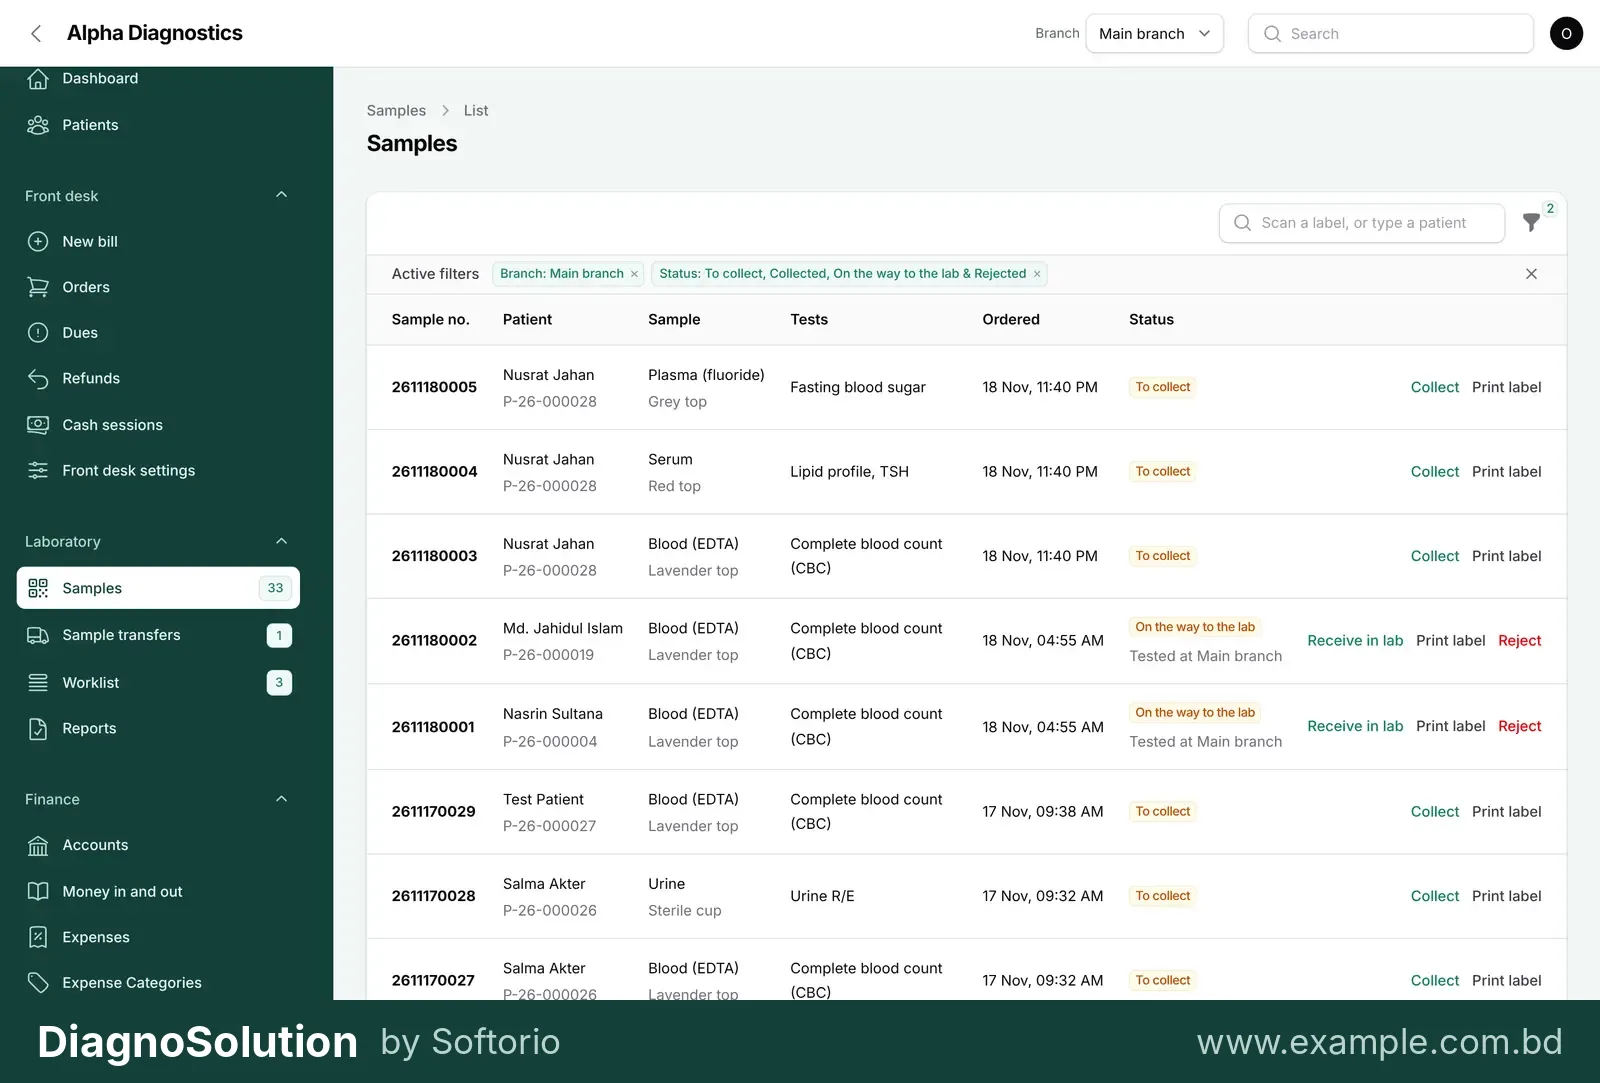 Alpha Diagnostics
Branch Main branch Search O
Dashboard
Patients
Front desk
New bill
Orders
Dues
Refunds
Cash sessions
Front desk settings
Laboratory
Samples 33
Sample transfers 1
Worklist 3
Reports
Finance
Accounts
Money in and out
Expenses
Expense Categories
Samples > List
Samples
Scan a label, or type a patient 2
Active filters Branch: Main branch × Status: To collect, Collected, On the way to the lab & Rejected ×
Sample no. Patient Sample Tests Ordered Status
2611180005 Nusrat Jahan Plasma (fluoride) Fasting blood sugar 18 Nov, 11:40 PM To collect Collect Print label
P-26-000028 Grey top
2611180004 Nusrat Jahan Serum Lipid profile, TSH 18 Nov, 11:40 PM To collect Collect Print label
P-26-000028 Red top
2611180003 Nusrat Jahan Blood (EDTA) Complete blood count 18 Nov, 11:40 PM To collect Collect Print label
P-26-000028 Lavender top (CBC)
2611180002 Md. Jahidul Islam Blood (EDTA) Complete blood count 18 Nov, 04:55 AM On the way to the lab Receive in lab Print label Reject
P-26-000019 Lavender top (CBC) Tested at Main branch
2611180001 Nasrin Sultana Blood (EDTA) Complete blood count 18 Nov, 04:55 AM On the way to the lab Receive in lab Print label Reject
P-26-000004 Lavender top (CBC) Tested at Main branch
2611170029 Test Patient Blood (EDTA) Complete blood count 17 Nov, 09:38 AM To collect Collect Print label
P-26-000027 Lavender top (CBC)
2611170028 Salma Akter Urine Urine R/E 17 Nov, 09:32 AM To collect Collect Print label
P-26-000026 Sterile cup
2611170027 Salma Akter Blood (EDTA) Complete blood count 17 Nov, 09:32 AM To collect Collect Print label
P-26-000026 Lavender top (CBC)
DiagnoSolution by Softorio www.example.com.bd